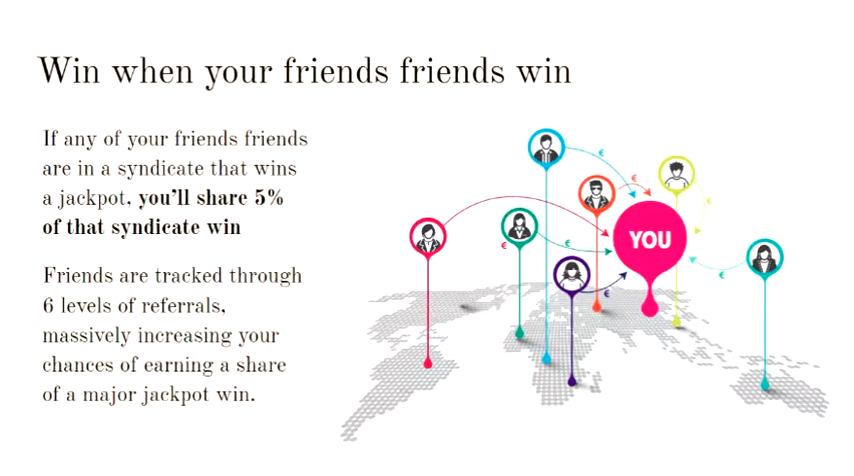 Win when your friends friends win
If any of your friends friends
are in a syndicate that wins
a jackpot, you'll share 5%
of that syndicate win
Friends are tracked through
6 levels of referrals,
massively increasing your
chances of earning a share
of a major jackpot win.
€
€
€
YOU
€
€
€
€